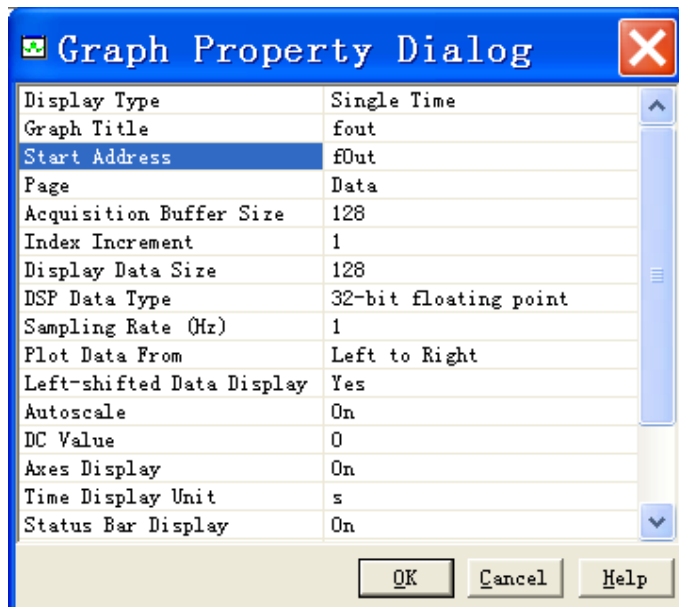 Graph Property Dialog
Display Type Single Time
Graph Title fout
Start Address fOut
Page Data
Acquisition Buffer Size 128
Index Increment 1
Display Data Size 128
DSP Data Type 32-bit floating point
Sampling Rate (Hz) 1
Plot Data From Left to Right
Left-shifted Data Display Yes
Autoscale On
DC Value 0
Axes Display On
Time Display Unit s
Status Bar Display On
OK Cancel Help